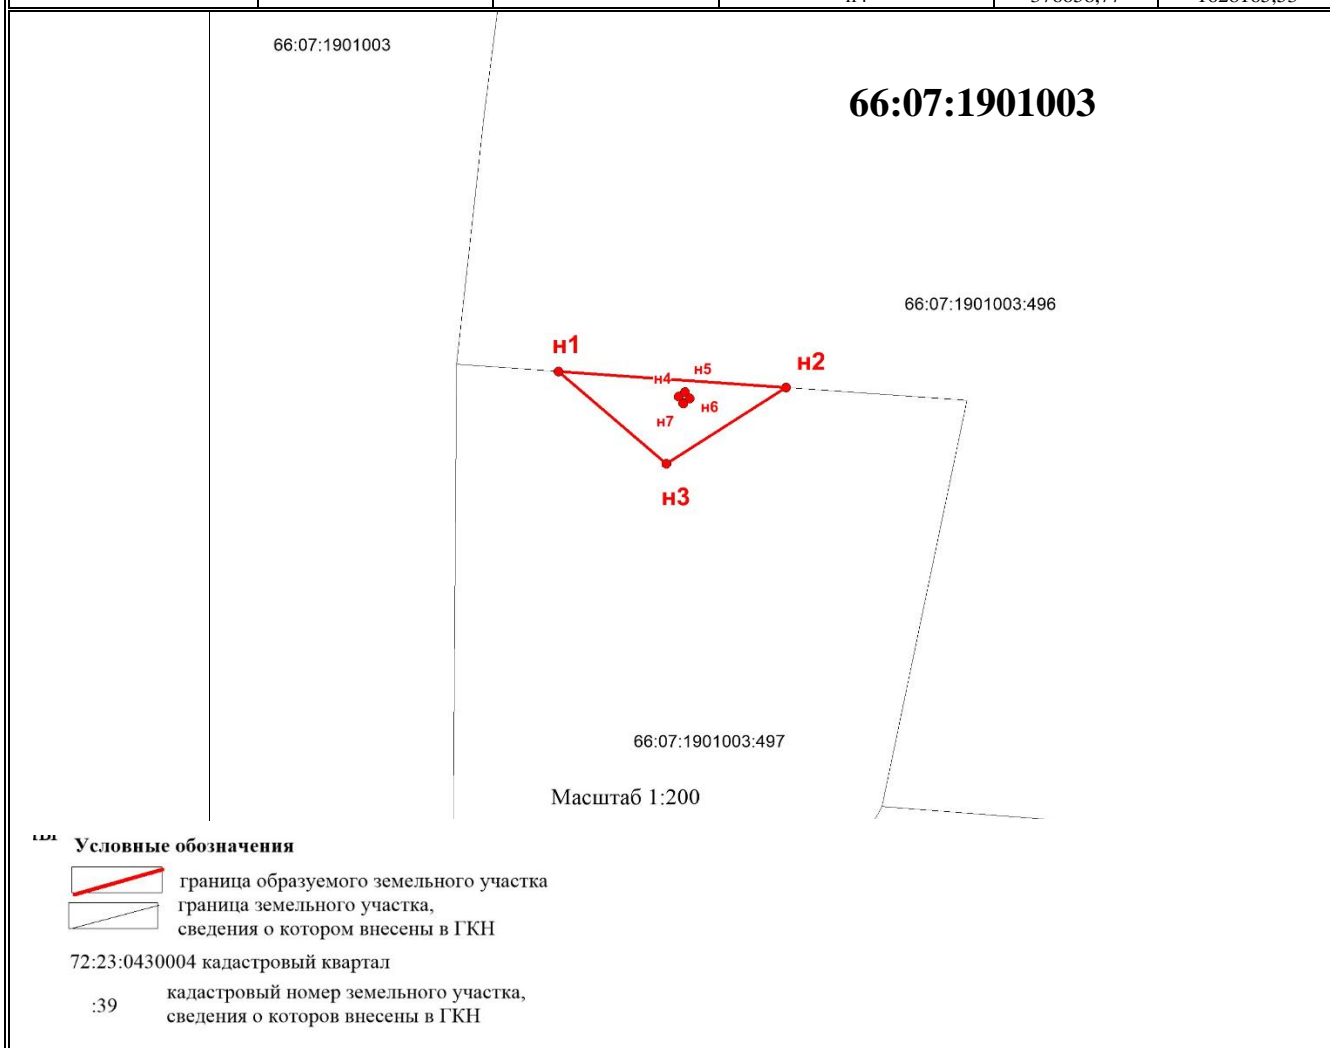 66:07:1901003
66:07:1901003
66:07:1901003:496
н1
н5
н2
н4
н6
н7
н3
66:07:1901003:497
Масштаб 1:200
Условные обозначения
граница образуемого земельного участка
граница земельного участка,
сведения о котором внесены в ГКН
72:23:0430004 кадастровый квартал
:39
кадастровый номер земельного участка,
сведения о которов внесены в ГКН